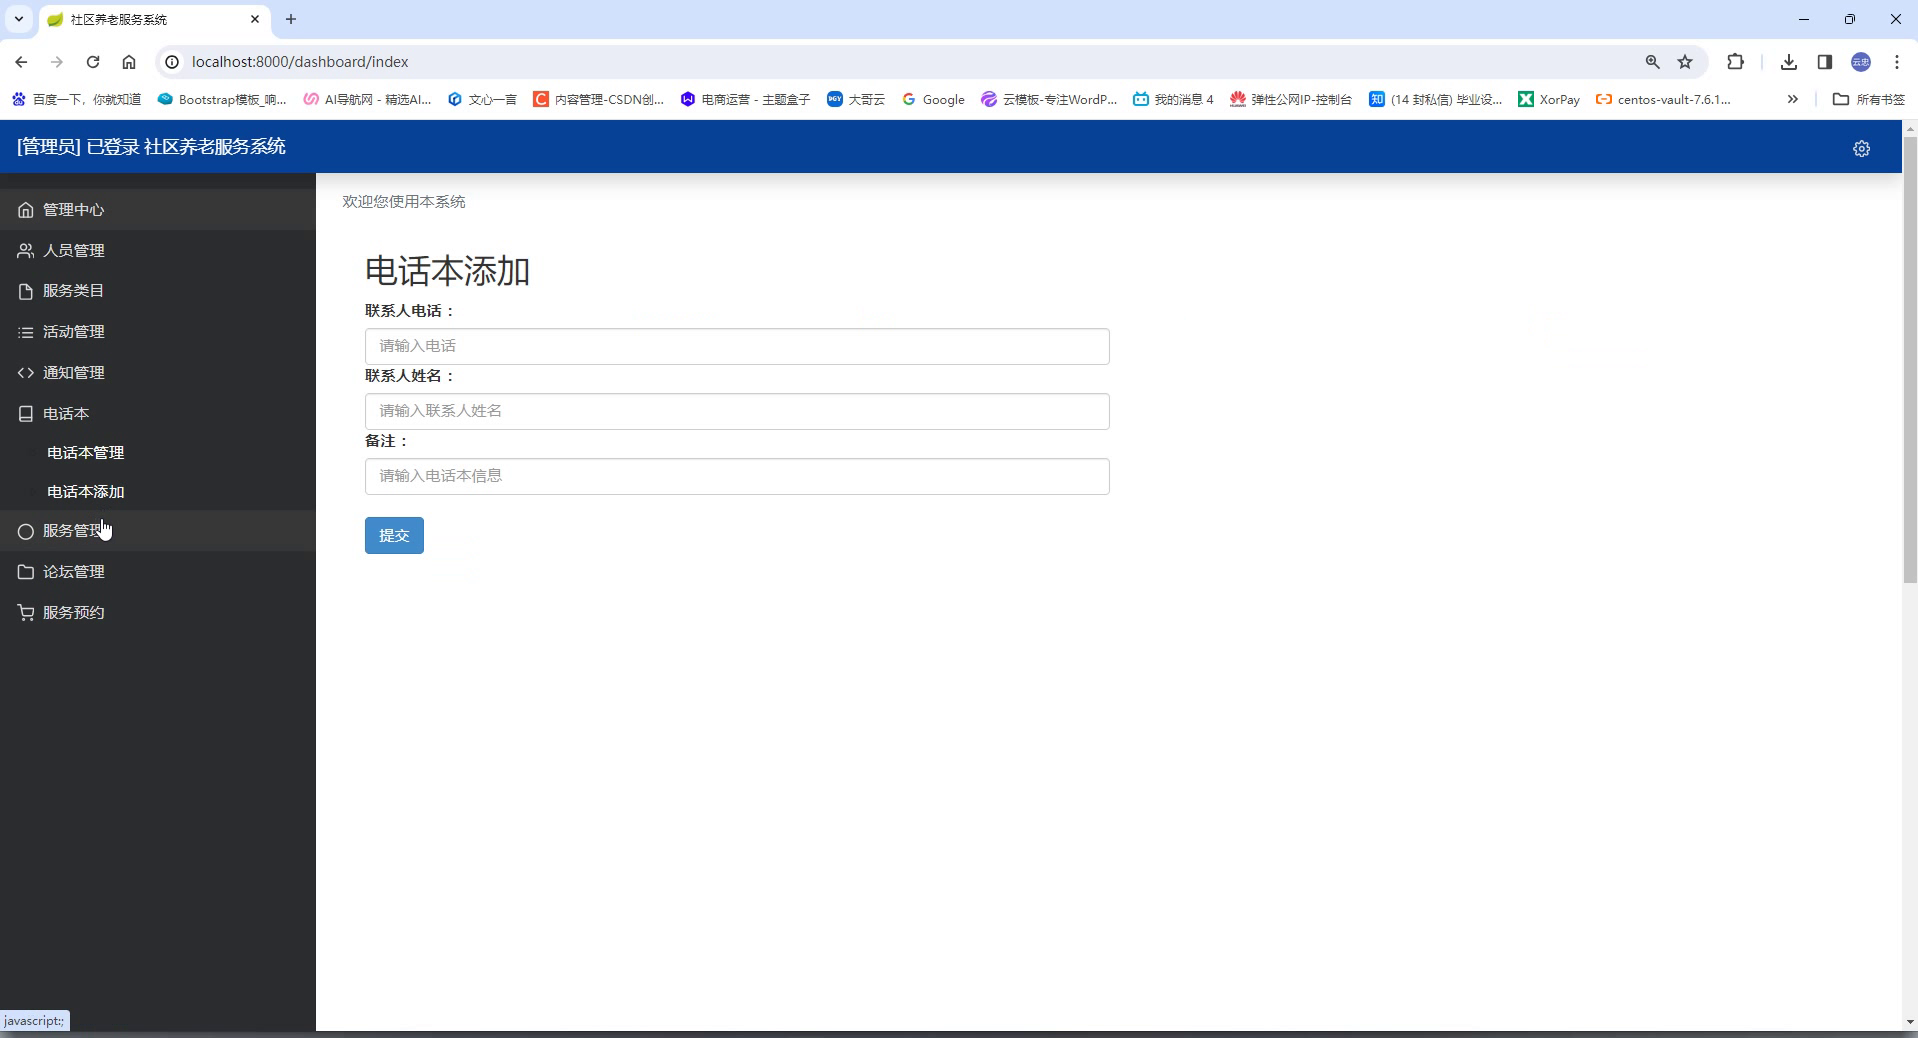 社区养老服务系统
localhost:8000/dashboard/index
云忠
百度一下，你就知道
Bootstrap模板_响...
AI导航网 - 精选AI...
文心一言
内容管理-CSDN创...
电商运营 - 主题盒子
大哥云
Google
云模板-专注WordP...
我的消息 4
弹性公网IP-控制台
知
(14 封私信) 毕业设...
XorPay
centos-vault-7.6.1...
所有书签
[管理员] 已登录 社区养老服务系统
管理中心
人员管理
服务类目
活动管理
通知管理
电话本
电话本管理
电话本添加
服务管理
论坛管理
服务预约
欢迎您使用本系统
电话本添加
联系人电话：
请输入电话
联系人姓名：
请输入联系人姓名
备注：
请输入电话本信息
提交
javascript:;